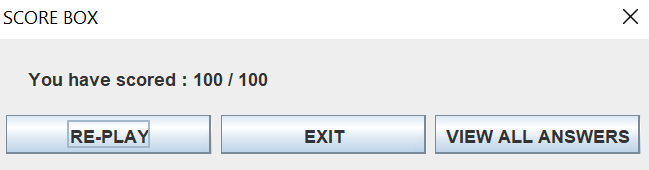 SCORE BOX
You have scored : 100 / 100
RE-PLAY
EXIT
VIEW ALL ANSWERS